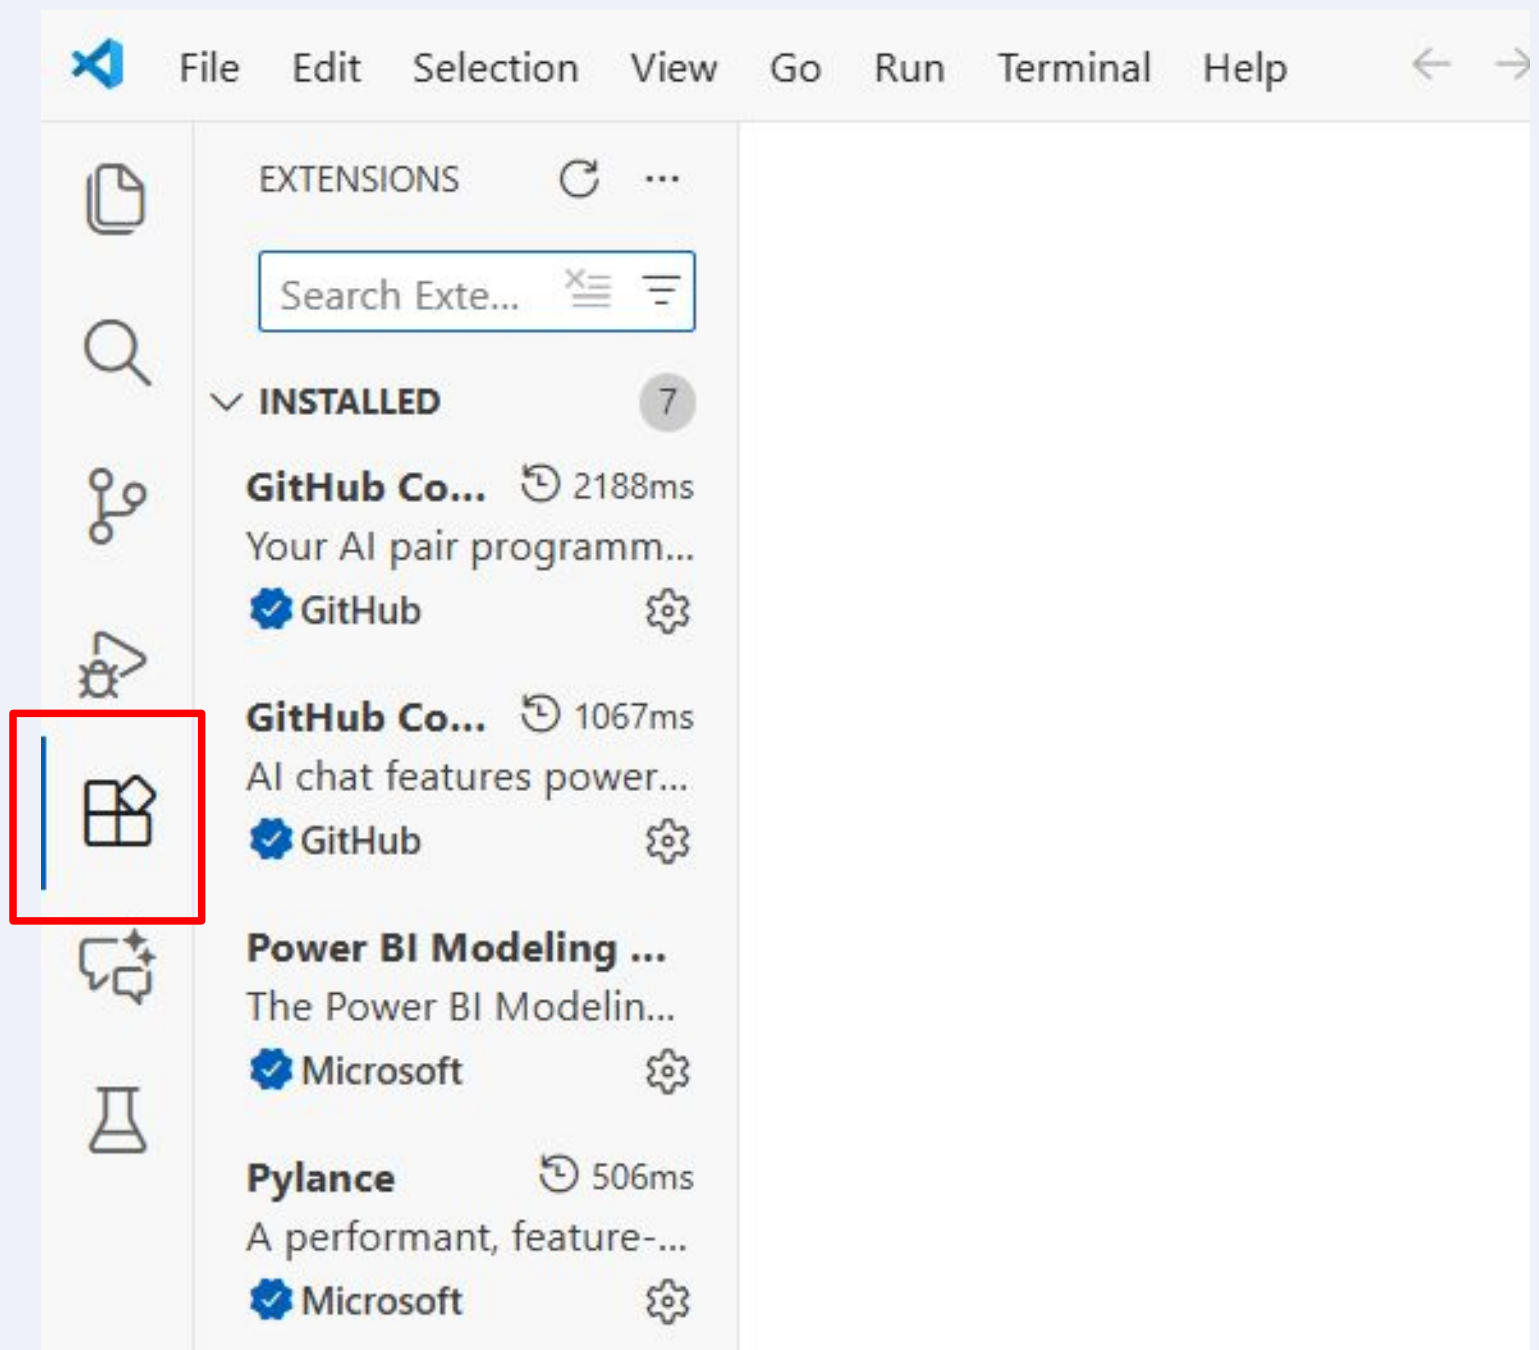 File Edit Selection View Go Run Terminal Help
EXTENSIONS
Search Exte...
INSTALLED 7
GitHub Co... 2188ms
Your AI pair programm...
GitHub
GitHub Co... 1067ms
AI chat features power...
GitHub
Power BI Modeling ...
The Power BI Modelin...
Microsoft
Pylance 506ms
A performant, feature-...
Microsoft